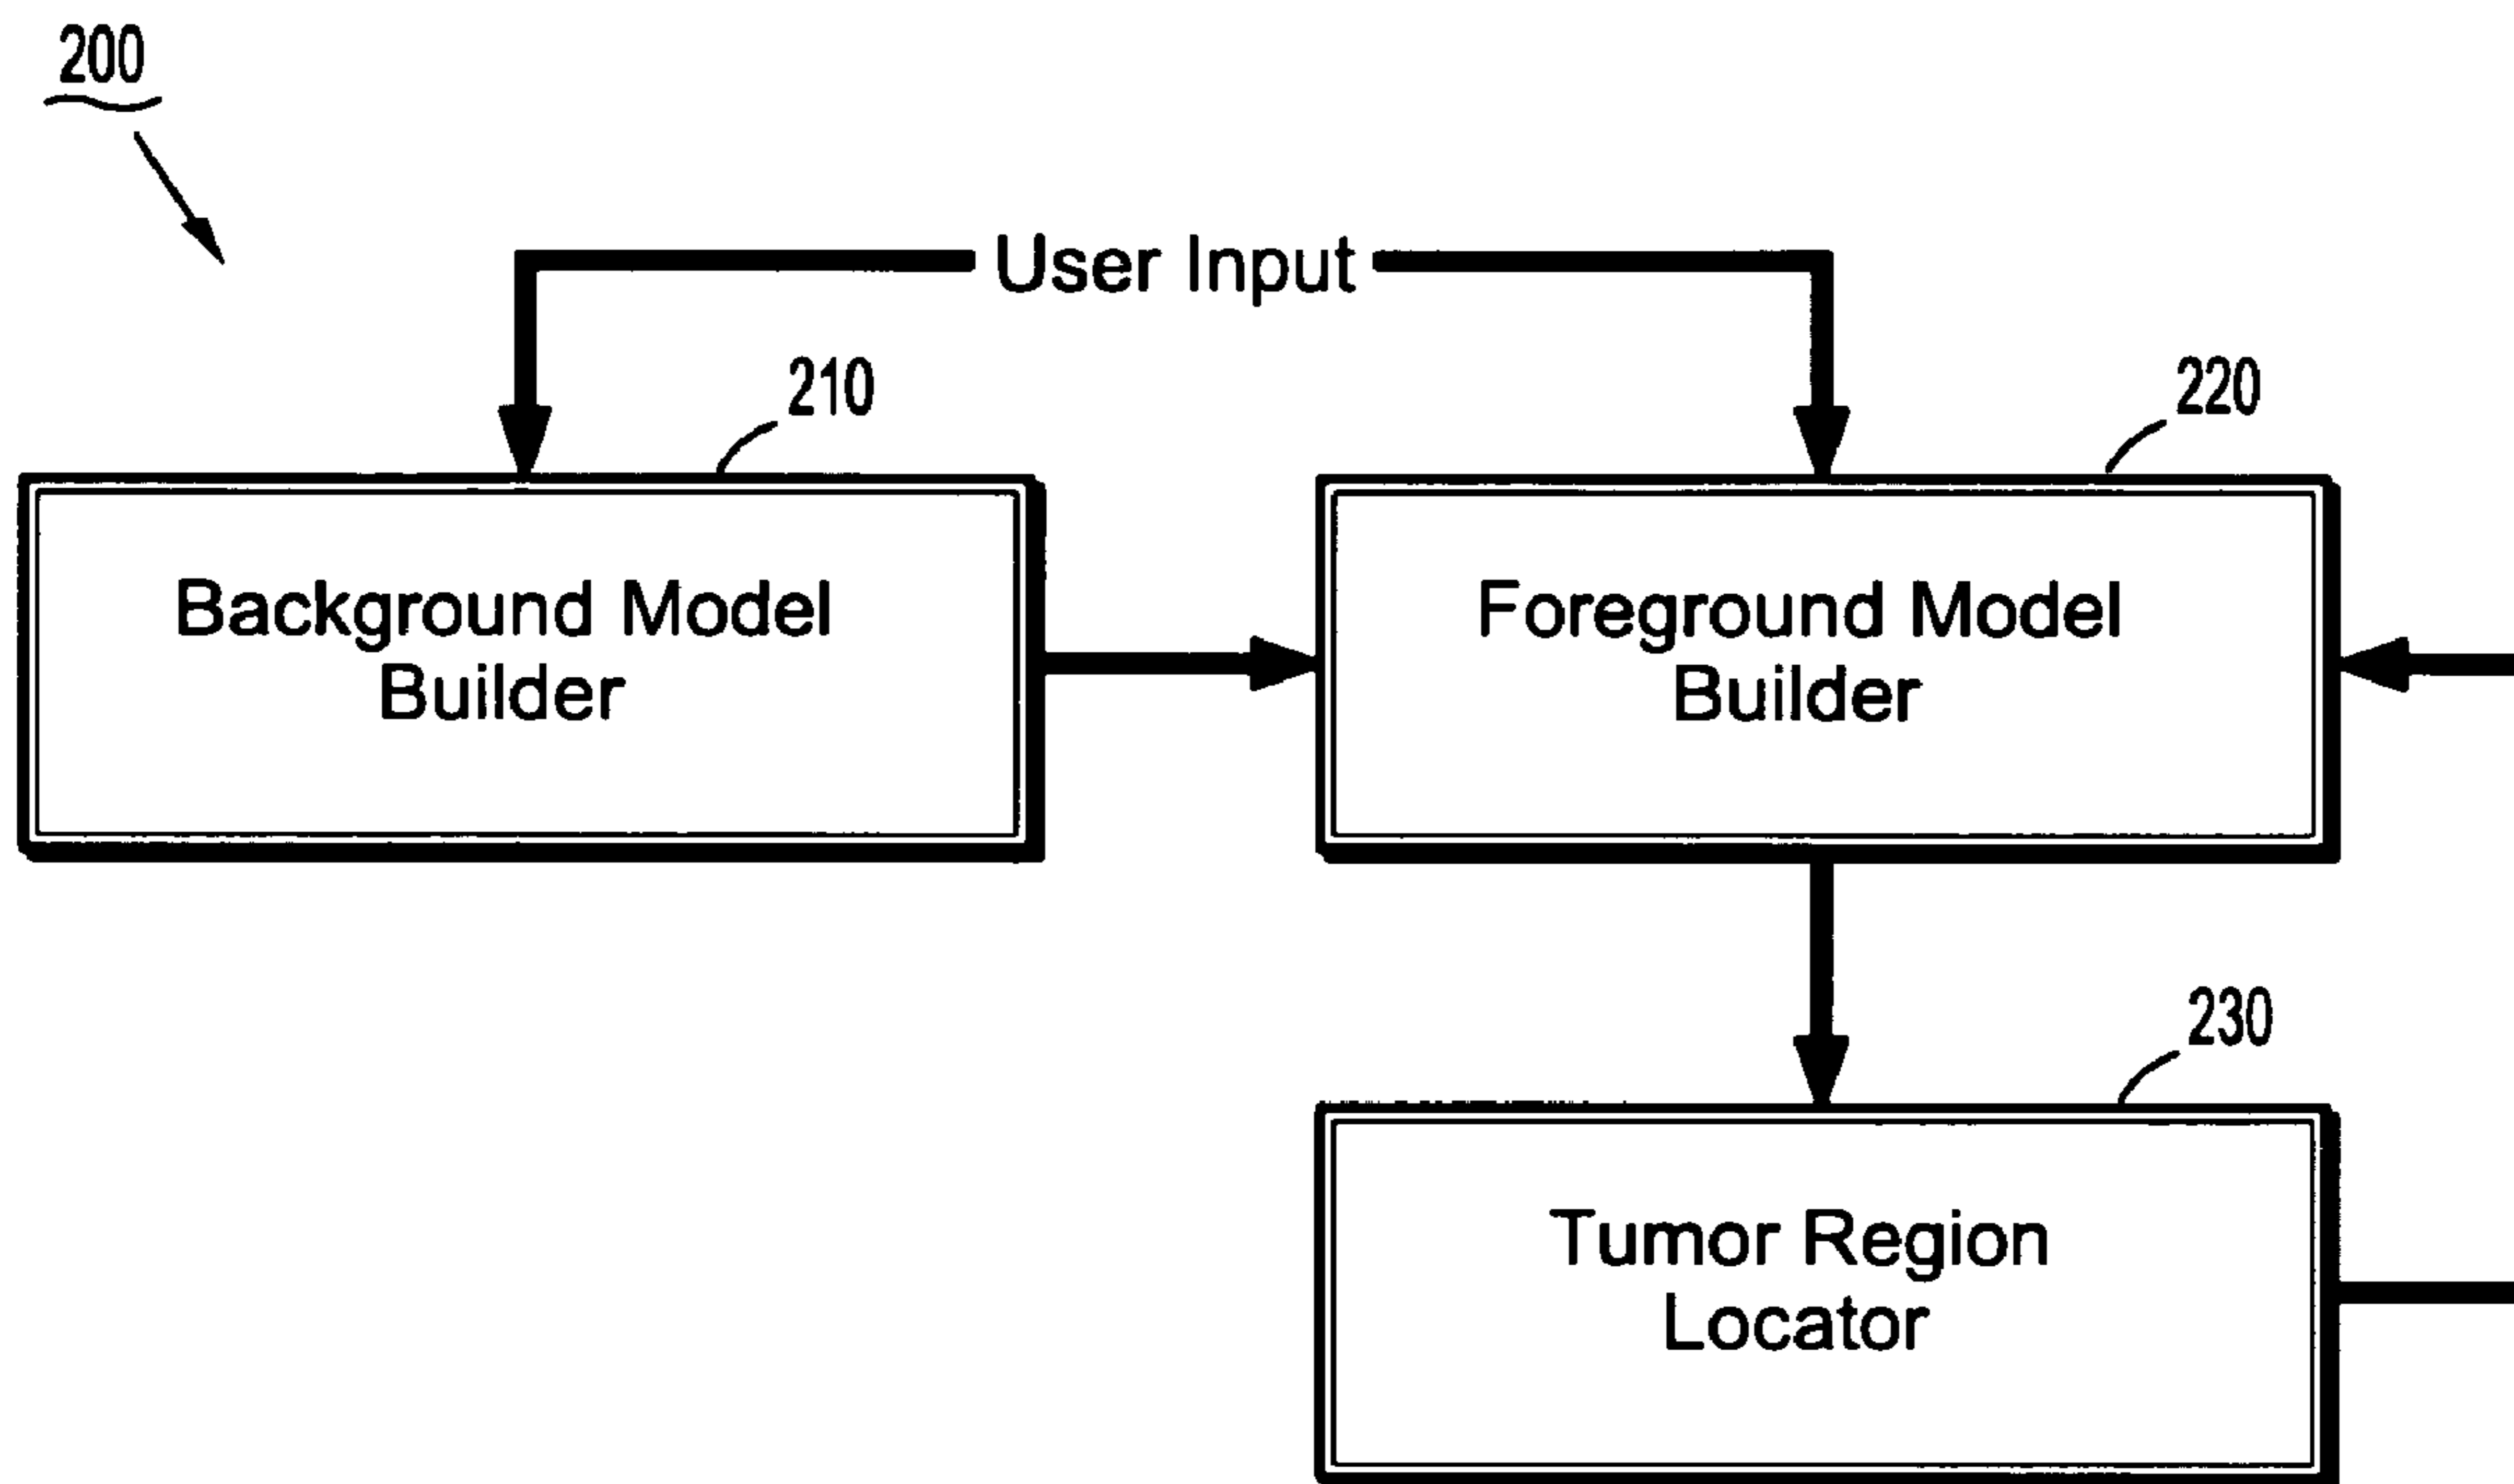 200
User Input
210
220
Background Model
Builder
Foreground Model
Builder
230
Tumor Region
Locator